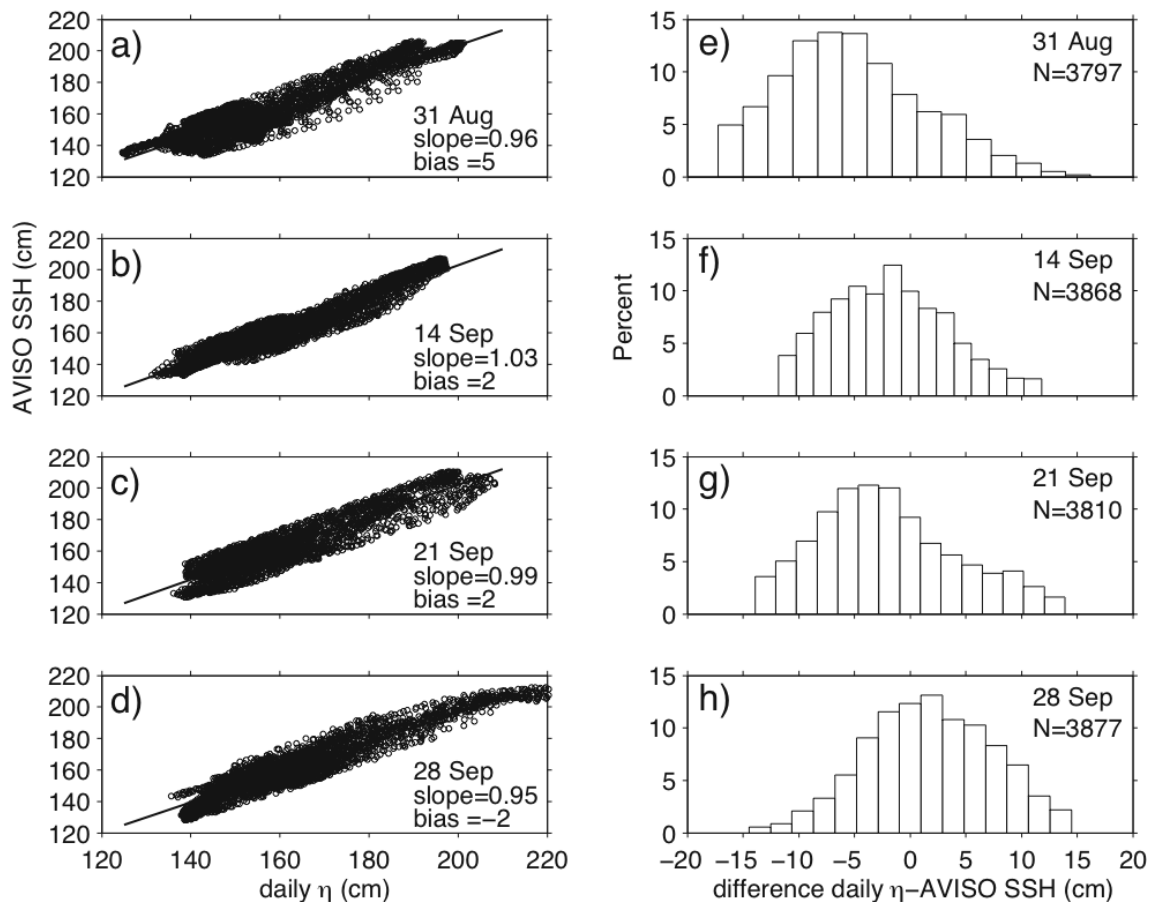 220
200
180
160
140
120
a)
31 Aug
slope=0.96
bias =5
15
10
5
0
e)
31 Aug
N=3797
220
200
180
160
140
120
b)
14 Sep
slope=1.03
bias =2
15
10
5
0
f)
14 Sep
N=3868
AVISO SSH (cm)
Percent
220
200
180
160
140
120
c)
21 Sep
slope=0.99
bias =2
15
10
5
0
g)
21 Sep
N=3810
220
200
180
160
140
120
d)
28 Sep
slope=0.95
bias =−2
120 140 160 180 200 220
daily η (cm)
15
10
5
0
h)
28 Sep
N=3877
−20 −15 −10 −5 0 5 10 15 20
difference daily η−AVISO SSH (cm)